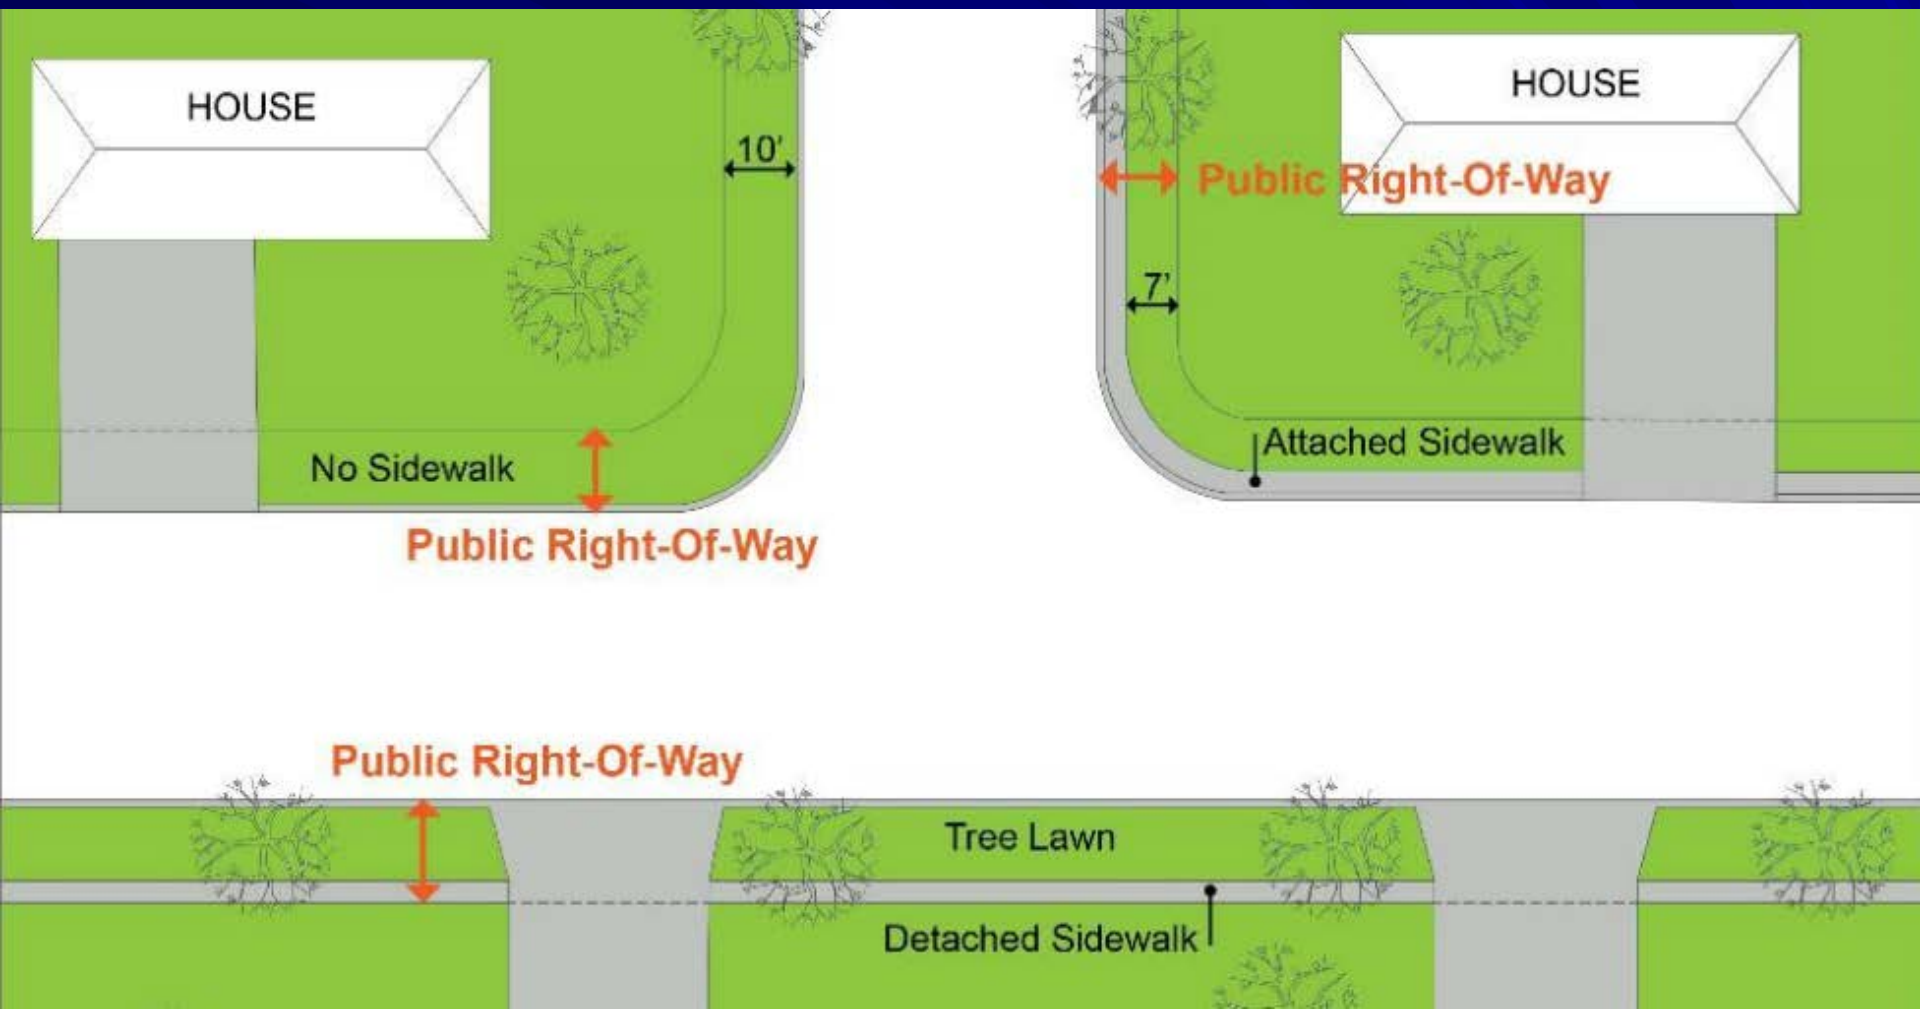 HOUSE
HOUSE
10'
Public Right-Of-Way
7'
Attached Sidewalk
No Sidewalk
Public Right-Of-Way
Public Right-Of-Way
Tree Lawn
Detached Sidewalk